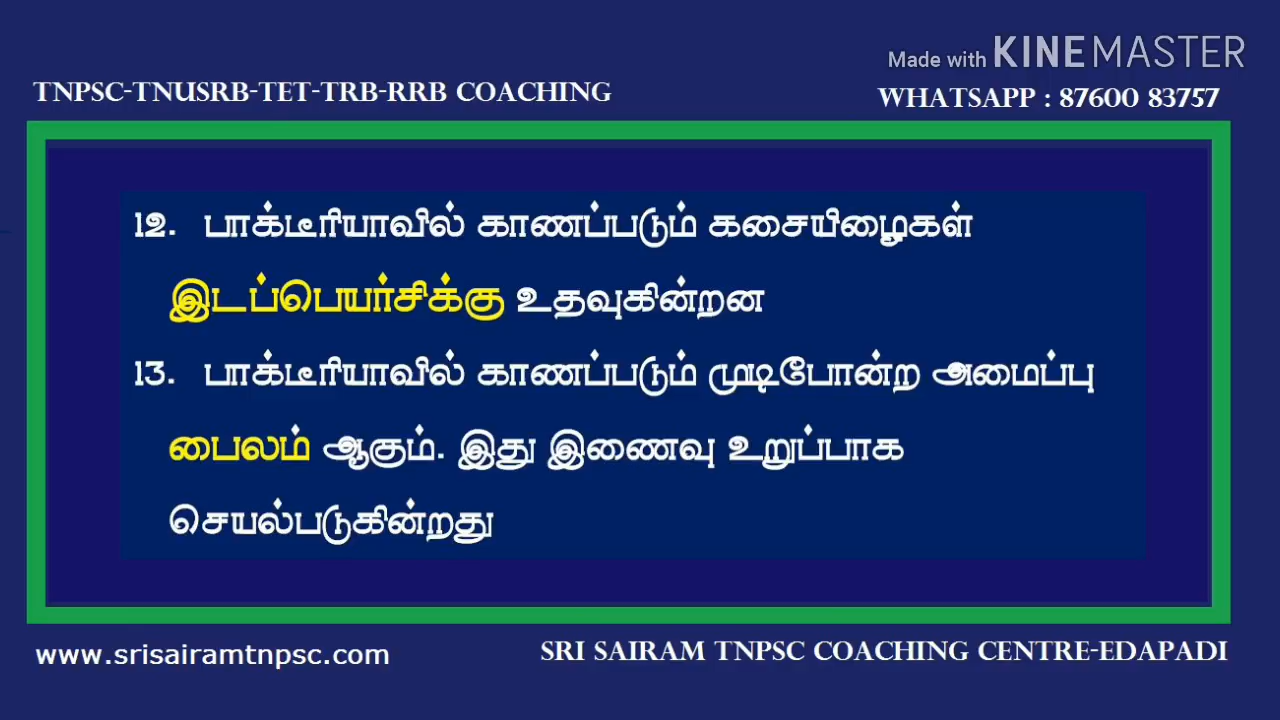 Made with KINEMASTER
TNPSC-TNUSRB-TET-TRB-RRB COACHING
WHATSAPP : 87600 83757
12. பாக்டீரியாவில் காணப்படும் கசையிழைகள்
இடப்பெயர்சிக்கு உதவுகின்றன
13. பாக்டீரியாவில் காணப்படும் முடிபோன்ற அமைப்பு
பைலம் ஆகும். இது இணைவு உறுப்பாக
செயல்படுகின்றது
www.srisairamtnpsc.com
SRI SAIRAM TNPSC COACHING CENTRE-EDAPADI